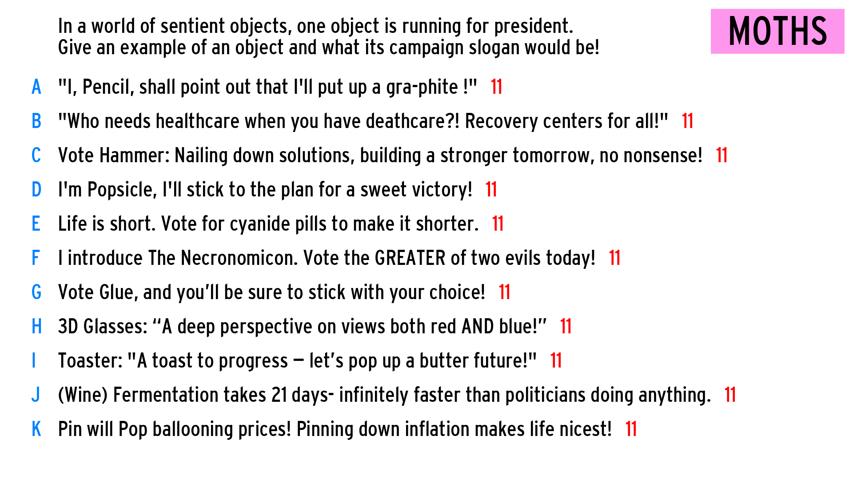 In a world of sentient objects, one object is running for president.
Give an example of an object and what its campaign slogan would be!
MOTHS
A "I, Pencil, shall point out that I'll put up a gra-phite !" 11
B "Who needs healthcare when you have deathcare?! Recovery centers for all!" 11
C Vote Hammer: Nailing down solutions, building a stronger tomorrow, no nonsense! 11
D I'm Popsicle, I'll stick to the plan for a sweet victory! 11
E Life is short. Vote for cyanide pills to make it shorter. 11
F I introduce The Necronomicon. Vote the GREATER of two evils today! 11
G Vote Glue, and you’ll be sure to stick with your choice! 11
H 3D Glasses: “A deep perspective on views both red AND blue!” 11
I Toaster: "A toast to progress – let’s pop up a butter future!" 11
J (Wine) Fermentation takes 21 days- infinitely faster than politicians doing anything. 11
K Pin will Pop ballooning prices! Pinning down inflation makes life nicest! 11